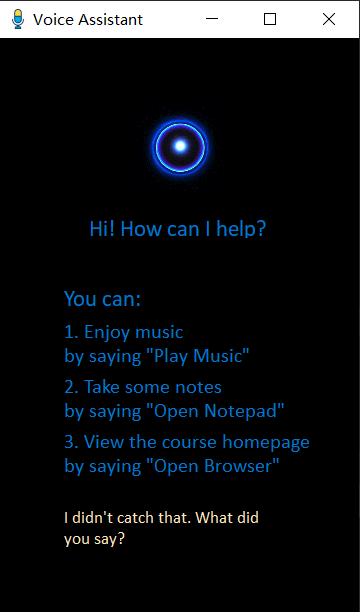 Voice Assistant
Hi! How can I help?
You can:
1. Enjoy music
by saying "Play Music"
2. Take some notes
by saying "Open Notepad"
3. View the course homepage
by saying "Open Browser"
I didn't catch that. What did
you say?